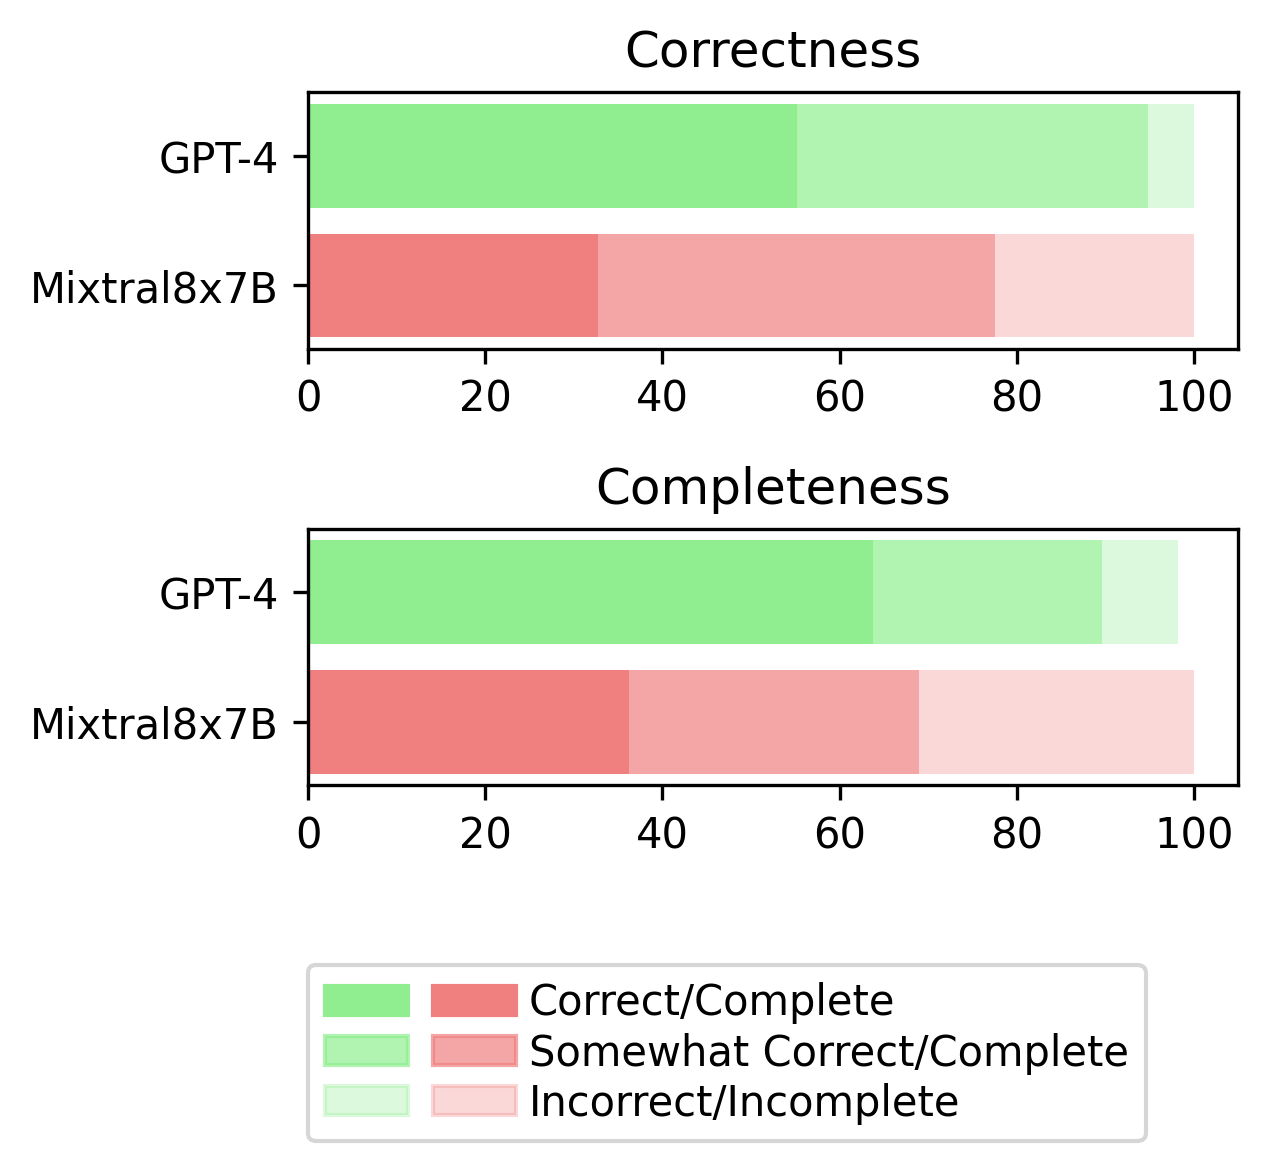 Correctness
GPT-4
Mixtral8x7B
0 20 40 60 80 100
Completeness
GPT-4
Mixtral8x7B
0 20 40 60 80 100
Correct/Complete
Somewhat Correct/Complete
Incorrect/Incomplete